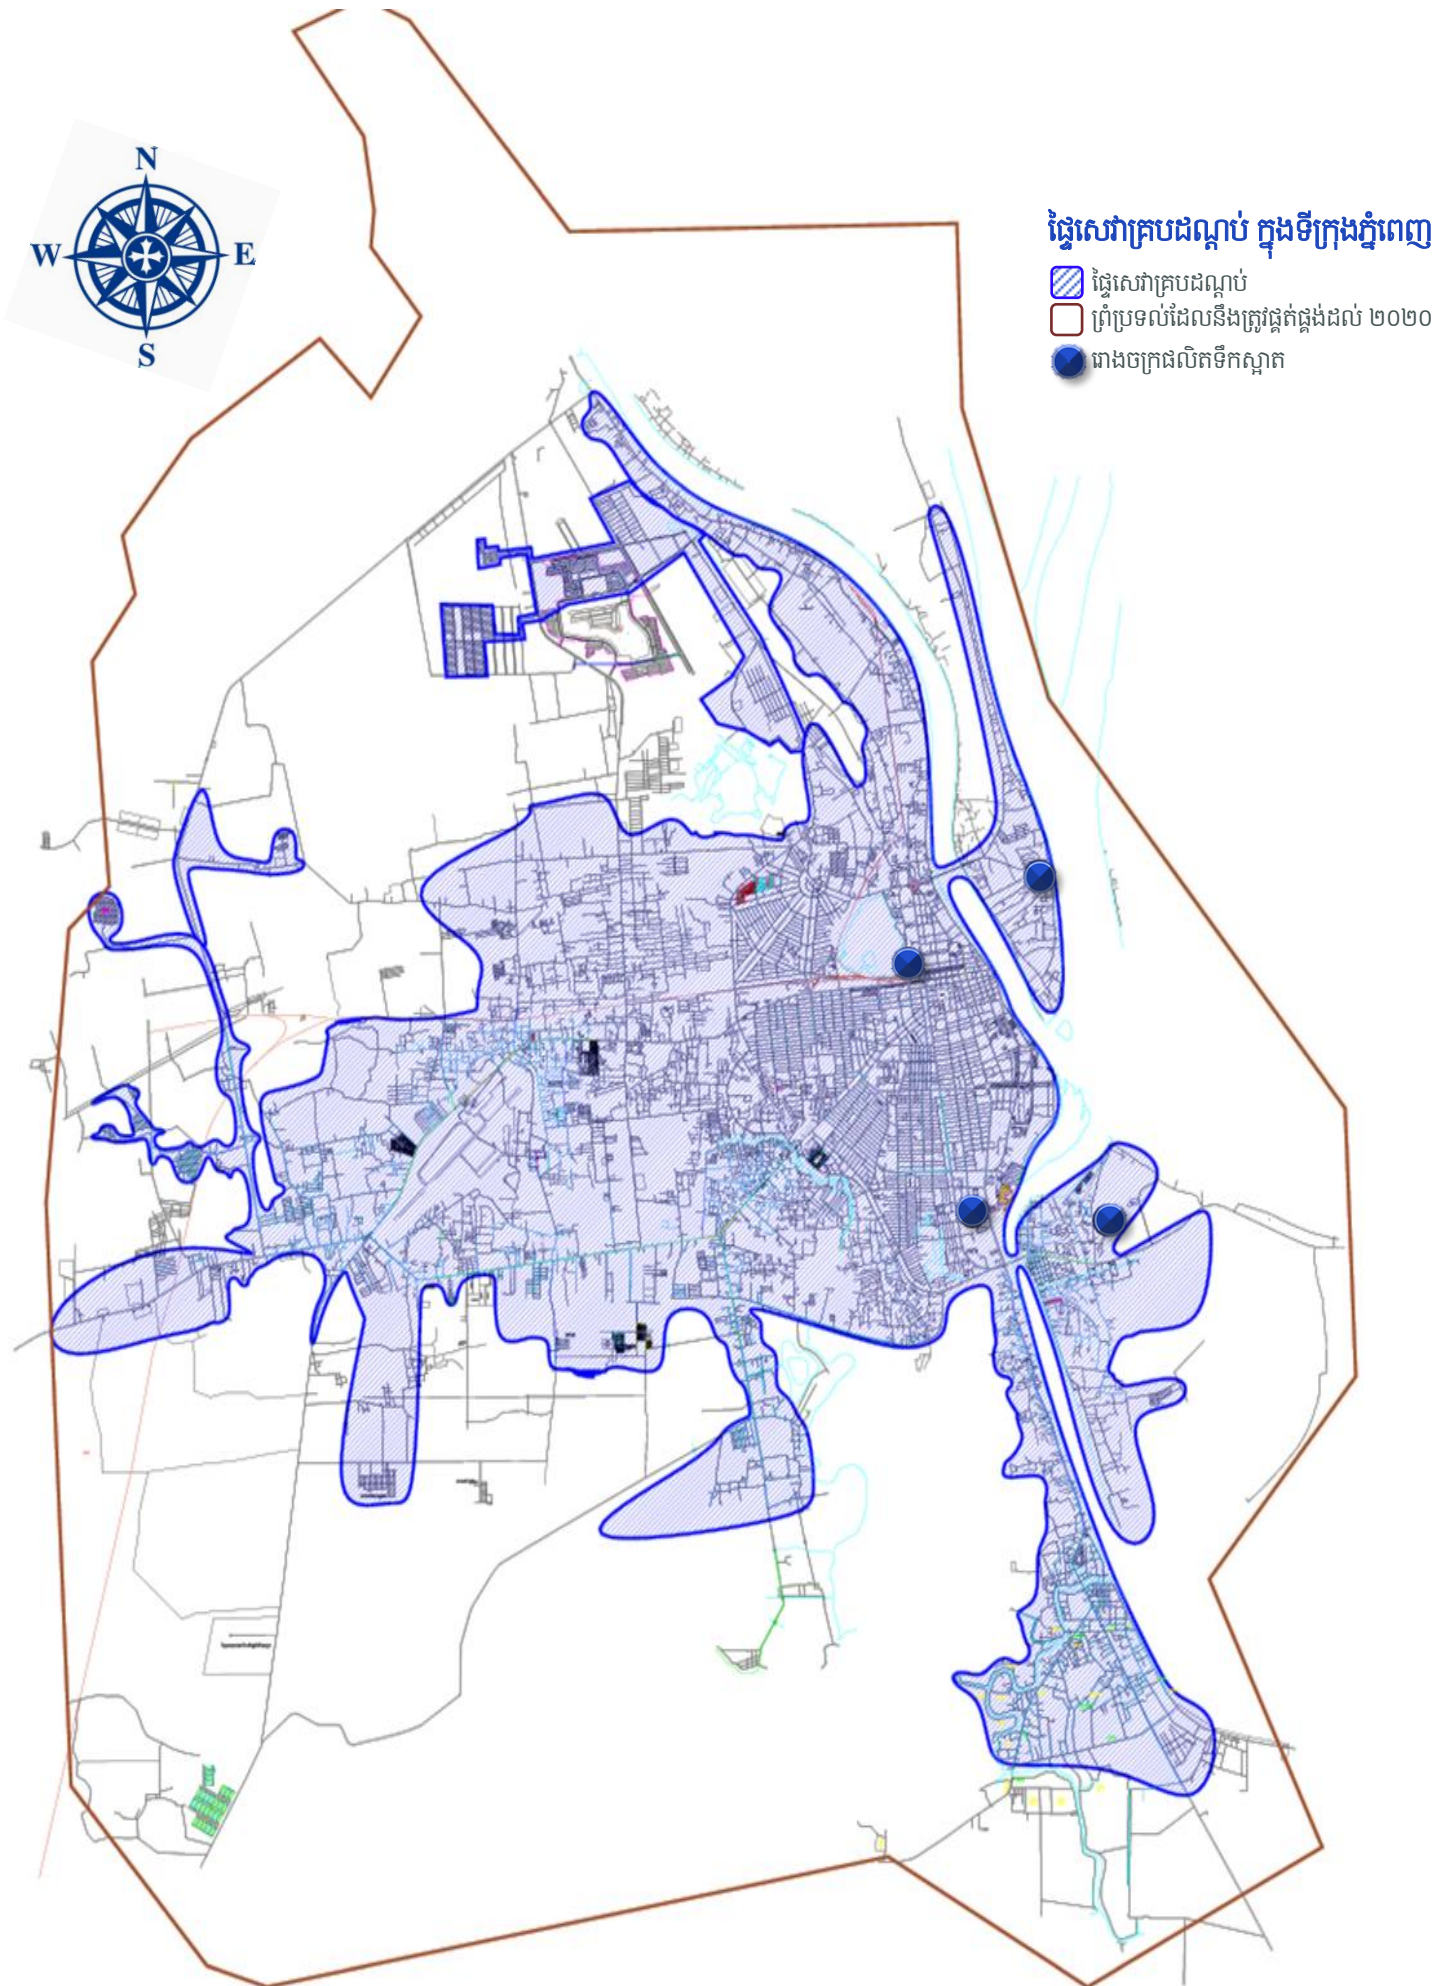 N
W E
S
ផ្ទៃសេវាគ្របដណ្តប់ ក្នុងទីក្រុងភ្នំពេញ
ផ្ទៃសេវាគ្របដណ្តប់
ព្រំប្រទល់ដែលនឹងត្រូវផ្គត់ផ្គង់ដល់ ២០២០
រោងចក្រផលិតទឹកស្អាត